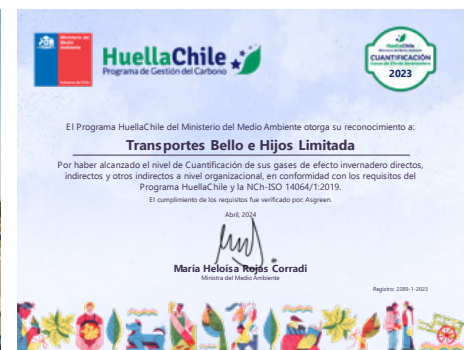 Ministerio del
Medio
Ambiente
Gobierno de Chile
HuellaChile
Programa de Gestión del Carbono
HuellaChile
CUANTIFICACIÓN
Gases de Efecto Invernadero
2023
El Programa HuellaChile del Ministerio del Medio Ambiente otorga su reconocimiento a:
Transportes Bello e Hijos Limitada
Por haber alcanzado el nivel de Cuantificación de sus gases de efecto invernadero directos,
indirectos y otros indirectos a nivel organizacional, en conformidad con los requisitos del
Programa HuellaChile y la NCh-ISO 14064/1:2019.
El cumplimiento de los requisitos fue verificado por: Asgreen.
Abril, 2024
María Heloísa Rojas Corradi
Ministra del Medio Ambiente
Registro: 2289-1-2023